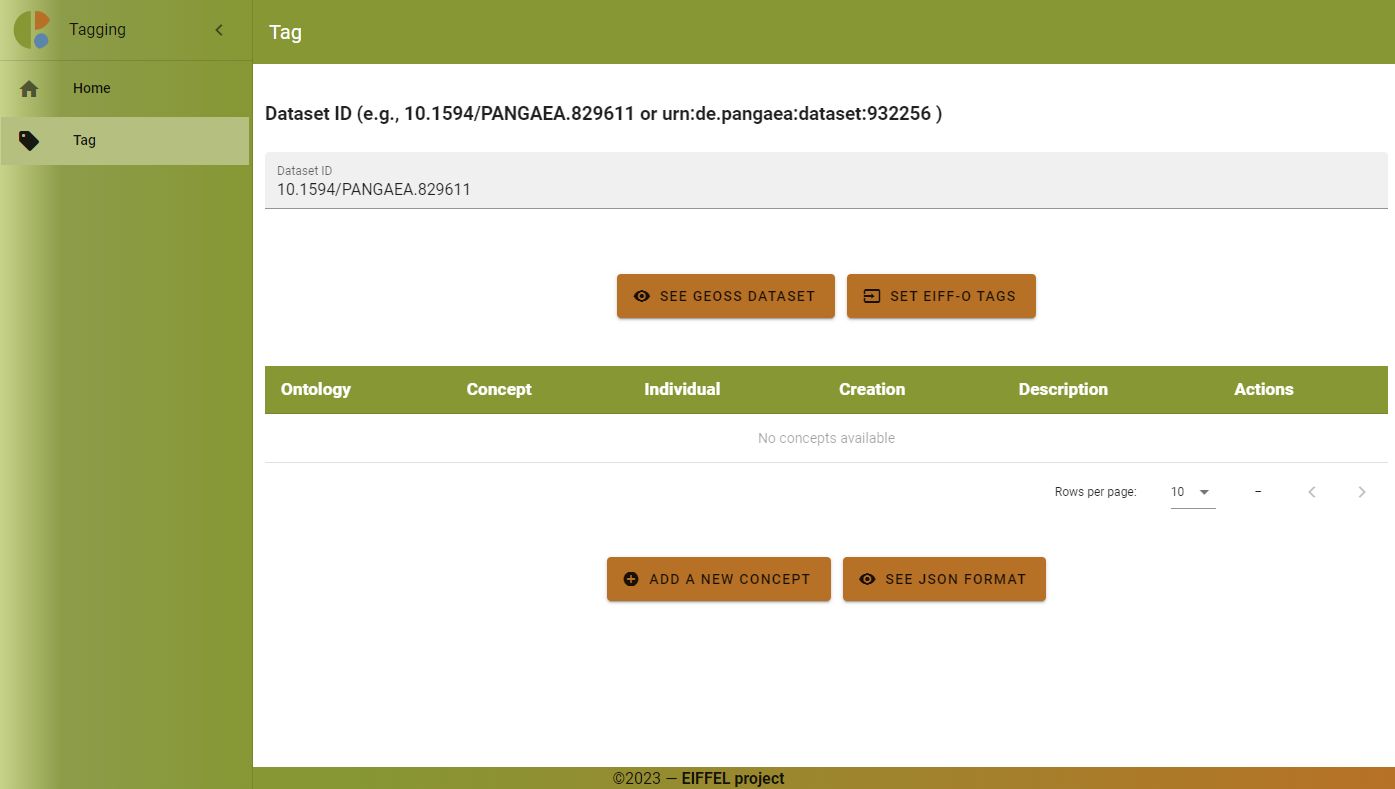 Tagging
Tag
Home
Tag
Dataset ID (e.g., 10.1594/PANGAEA.829611 or urn:de.pangaea:dataset:932256 )
Dataset ID
10.1594/PANGAEA.829611
SEE GEOSS DATASET SET EIFF-O TAGS
Ontology Concept Individual Creation Description Actions
No concepts available
Rows per page: 10 –
ADD A NEW CONCEPT SEE JSON FORMAT
©2023 — EIFFEL project